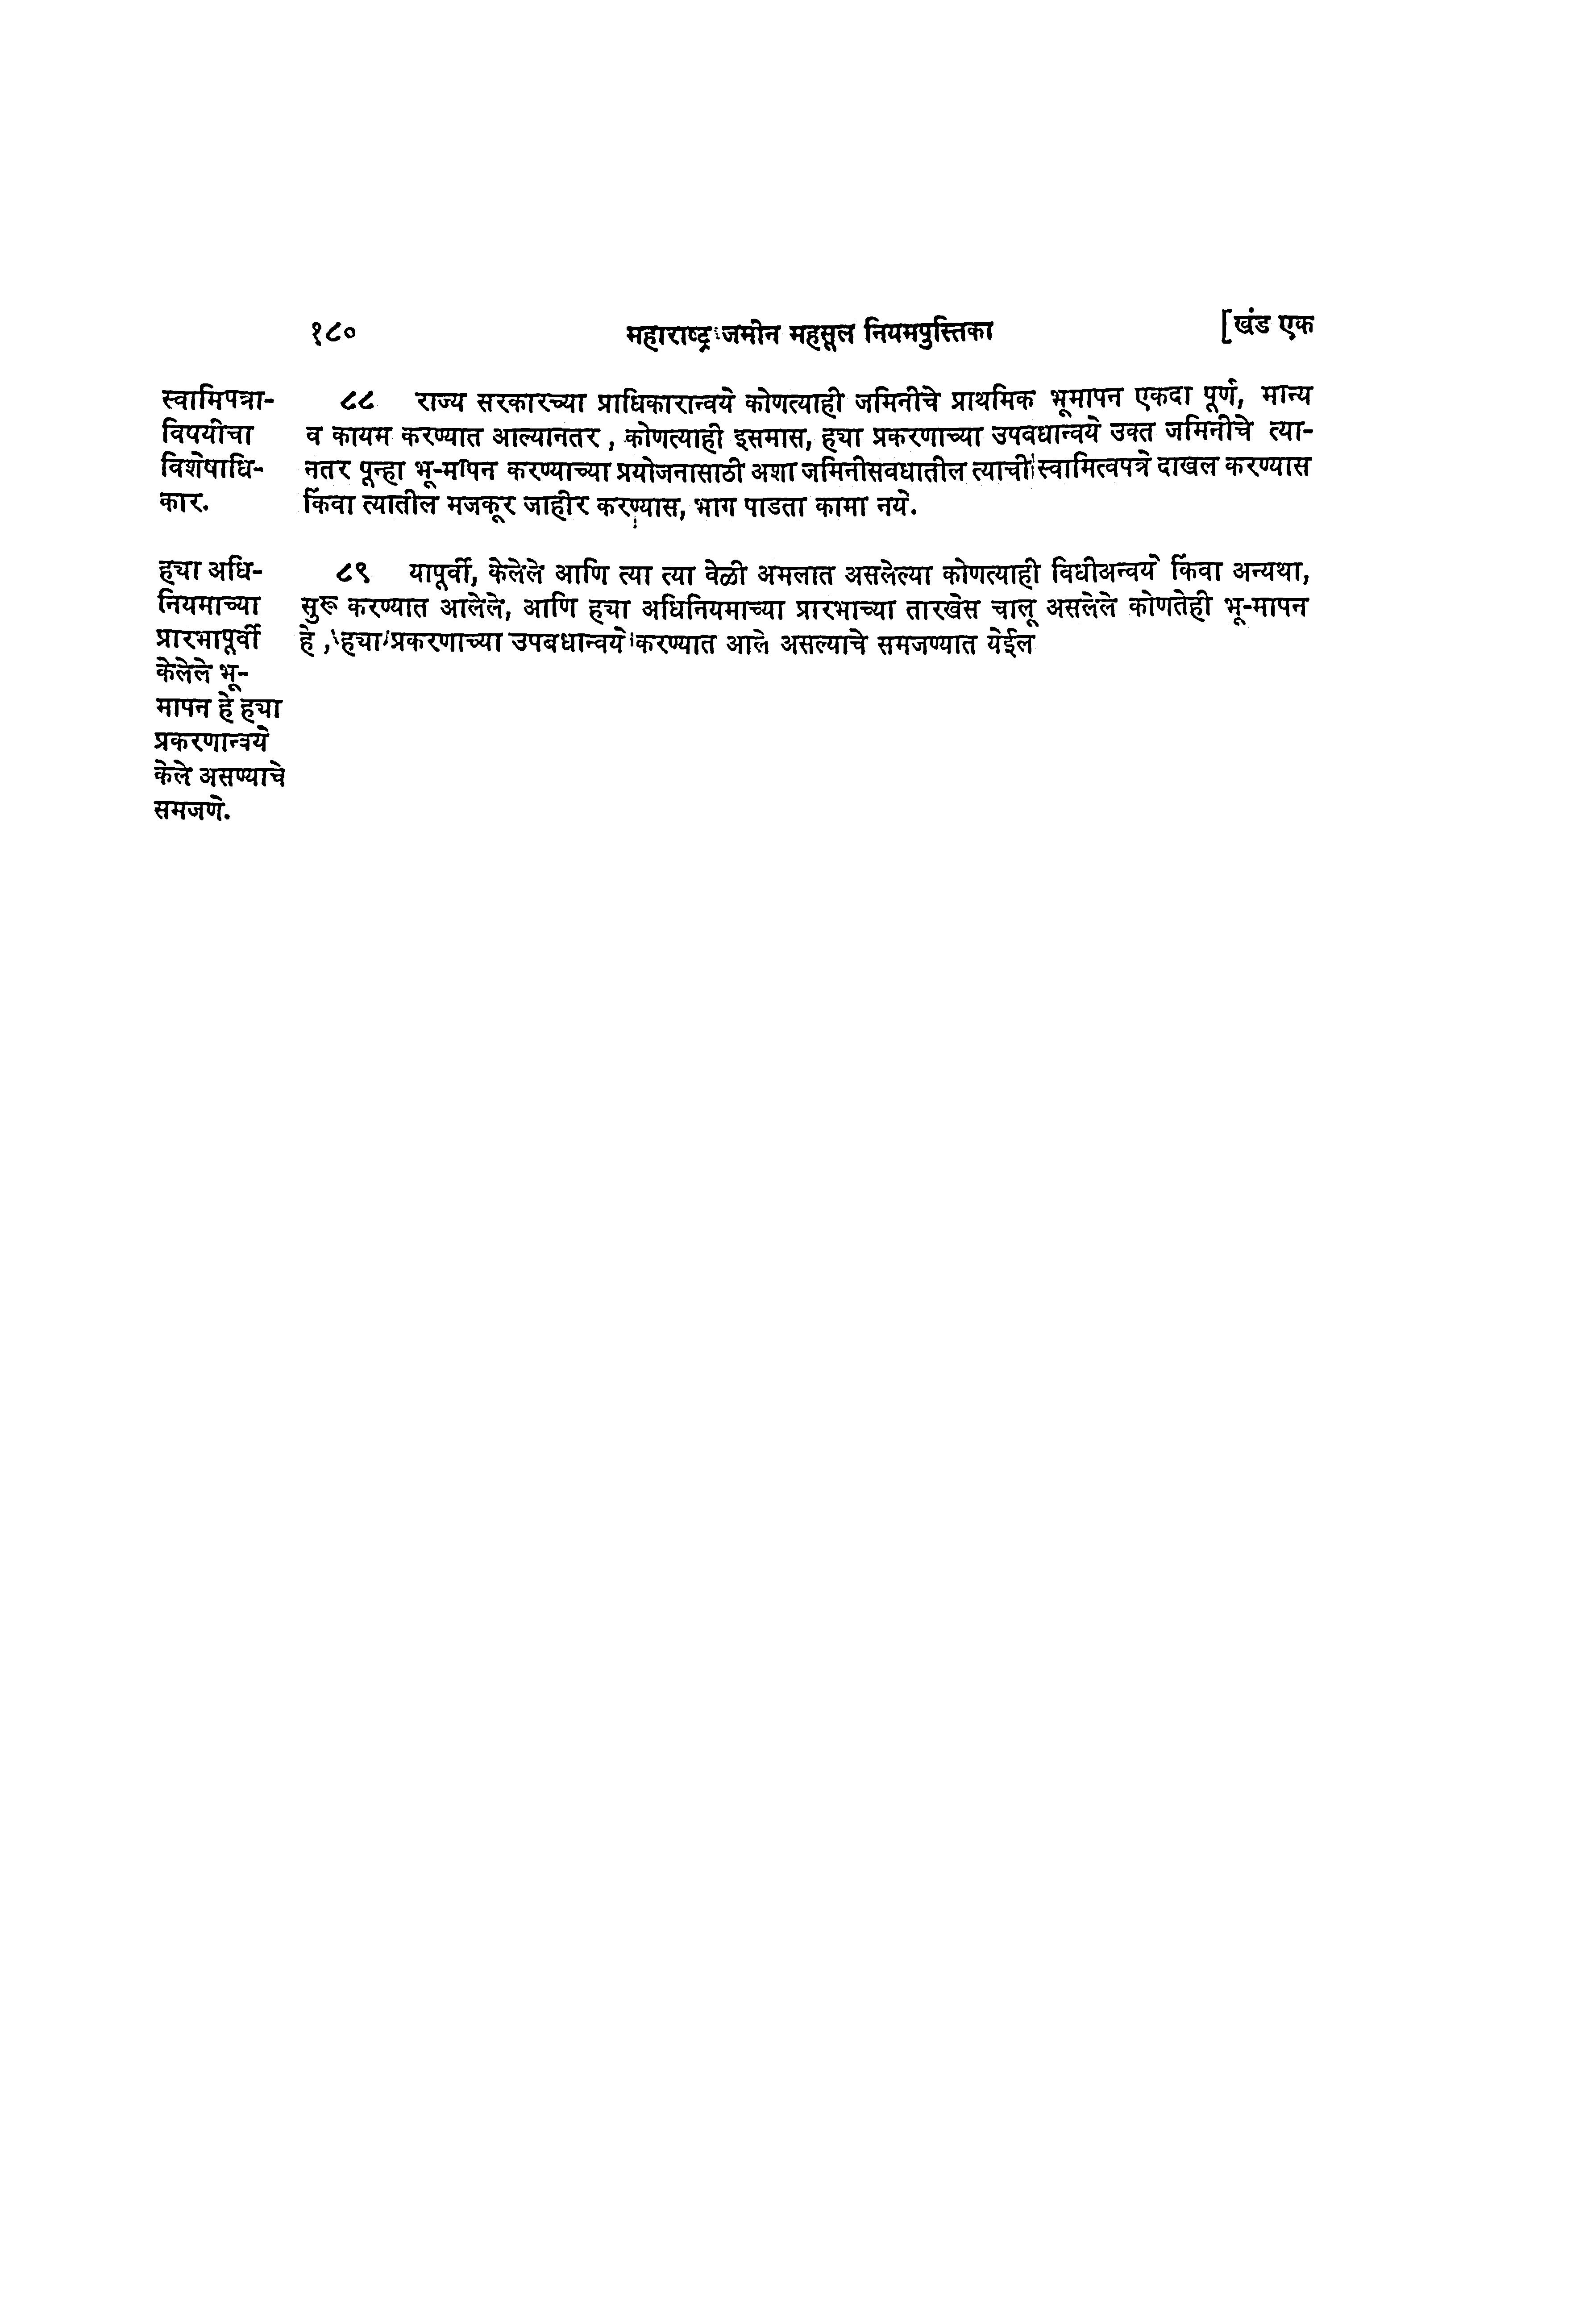 १८०
महाराष्ट्र जमीन महसूल नियमपुस्तिका
[खंड एक
स्वामिपत्रा-
विषयीचा
विशेषाधि-
कार.
८८ राज्य सरकारच्या प्राधिकारान्वये कोणत्याही जमिनीचे प्राथमिक भूमापन एकदा पूर्ण, मान्य
व कायम करण्यात आल्यानतर, कोणत्याही इसमास, ह्या प्रकरणाच्या उपबधान्वये उक्त जमिनीचे त्या-
नतर पून्हा भू-मापन करण्याच्या प्रयोजनासाठी अशा जमिनीसवधातील त्याची स्वामित्वपत्रे दाखल करण्यास
किंवा त्यातील मजकूर जाहीर करण्यास, भाग पाडता कामा नये.
ह्या अधि-
नियमाच्या
प्रारभापूर्वी
केलेले भू-
मापन हे ह्या
प्रकरणान्वये
केले असण्याचे
समजणे.
८९ यापूर्वी, केलेले आणि त्या त्या वेळी अमलात असलेल्या कोणत्याही विधीअन्वये किंवा अन्यथा,
सुरू करण्यात आलेले, आणि ह्या अधिनियमाच्या प्रारभाच्या तारखेस चालू असलेले कोणतेही भू-मापन
हे, ह्या प्रकरणाच्या उपबधान्वये करण्यात आले असल्याचे समजण्यात येईल